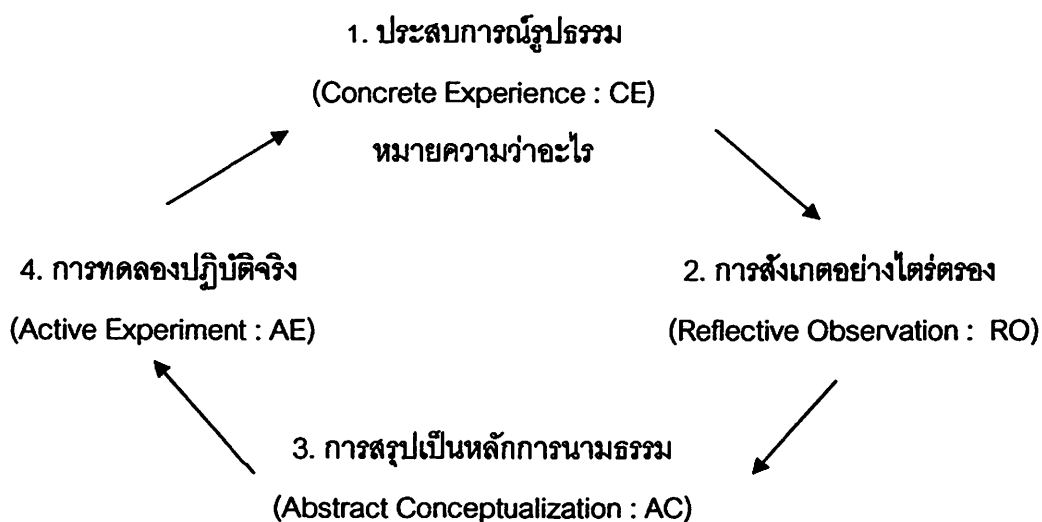 1. ประสบการณ์รูปธรรม
(Concrete Experience : CE)
หมายความว่าอะไร
4. การทดลองปฏิบัติจริง
(Active Experiment : AE)
2. การสังเกตอย่างไตร่ตรอง
(Reflective Observation : RO)
3. การสรุปเป็นหลักการนามธรรม
(Abstract Conceptualization : AC)